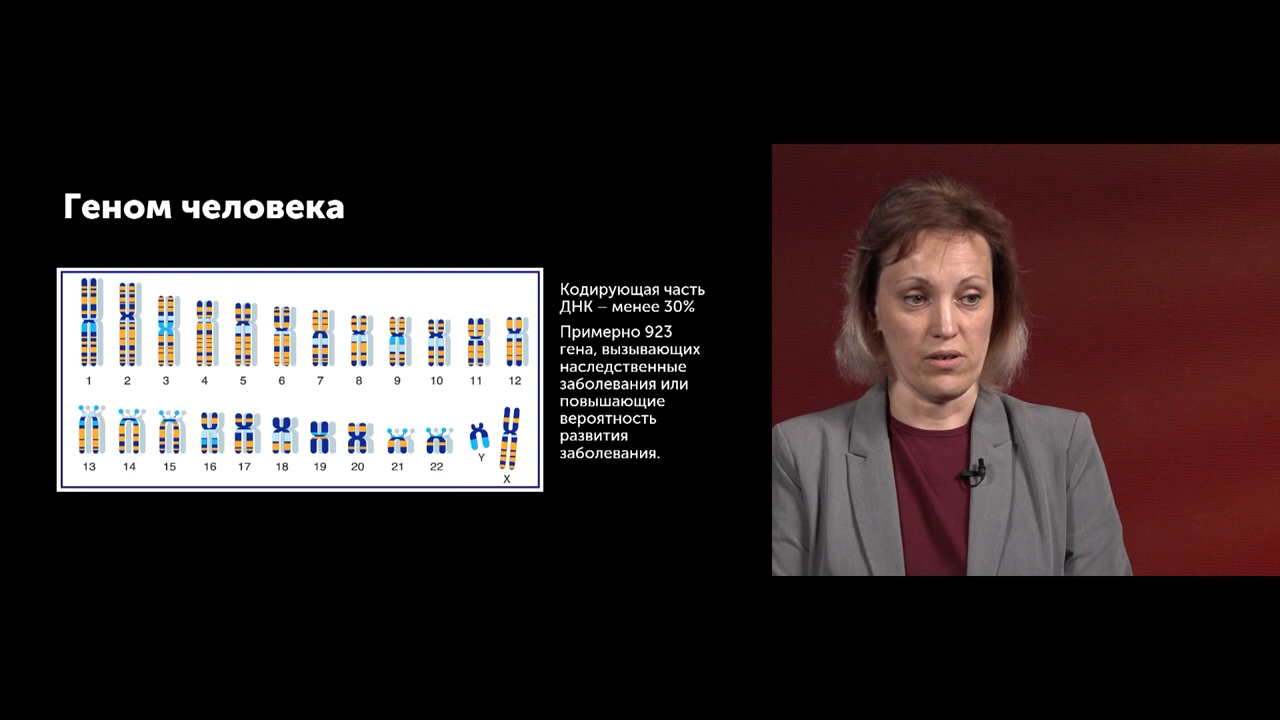 Геном человека
Кодирующая часть
ДНК – менее 30%
Примерно 923
гена, вызывающих
наследственные
заболевания или
повышающие
вероятность
развития
заболевания.
1 2 3 4 5 6 7 8 9 10 11 12
13 14 15 16 17 18 19 20 21 22 Y
X